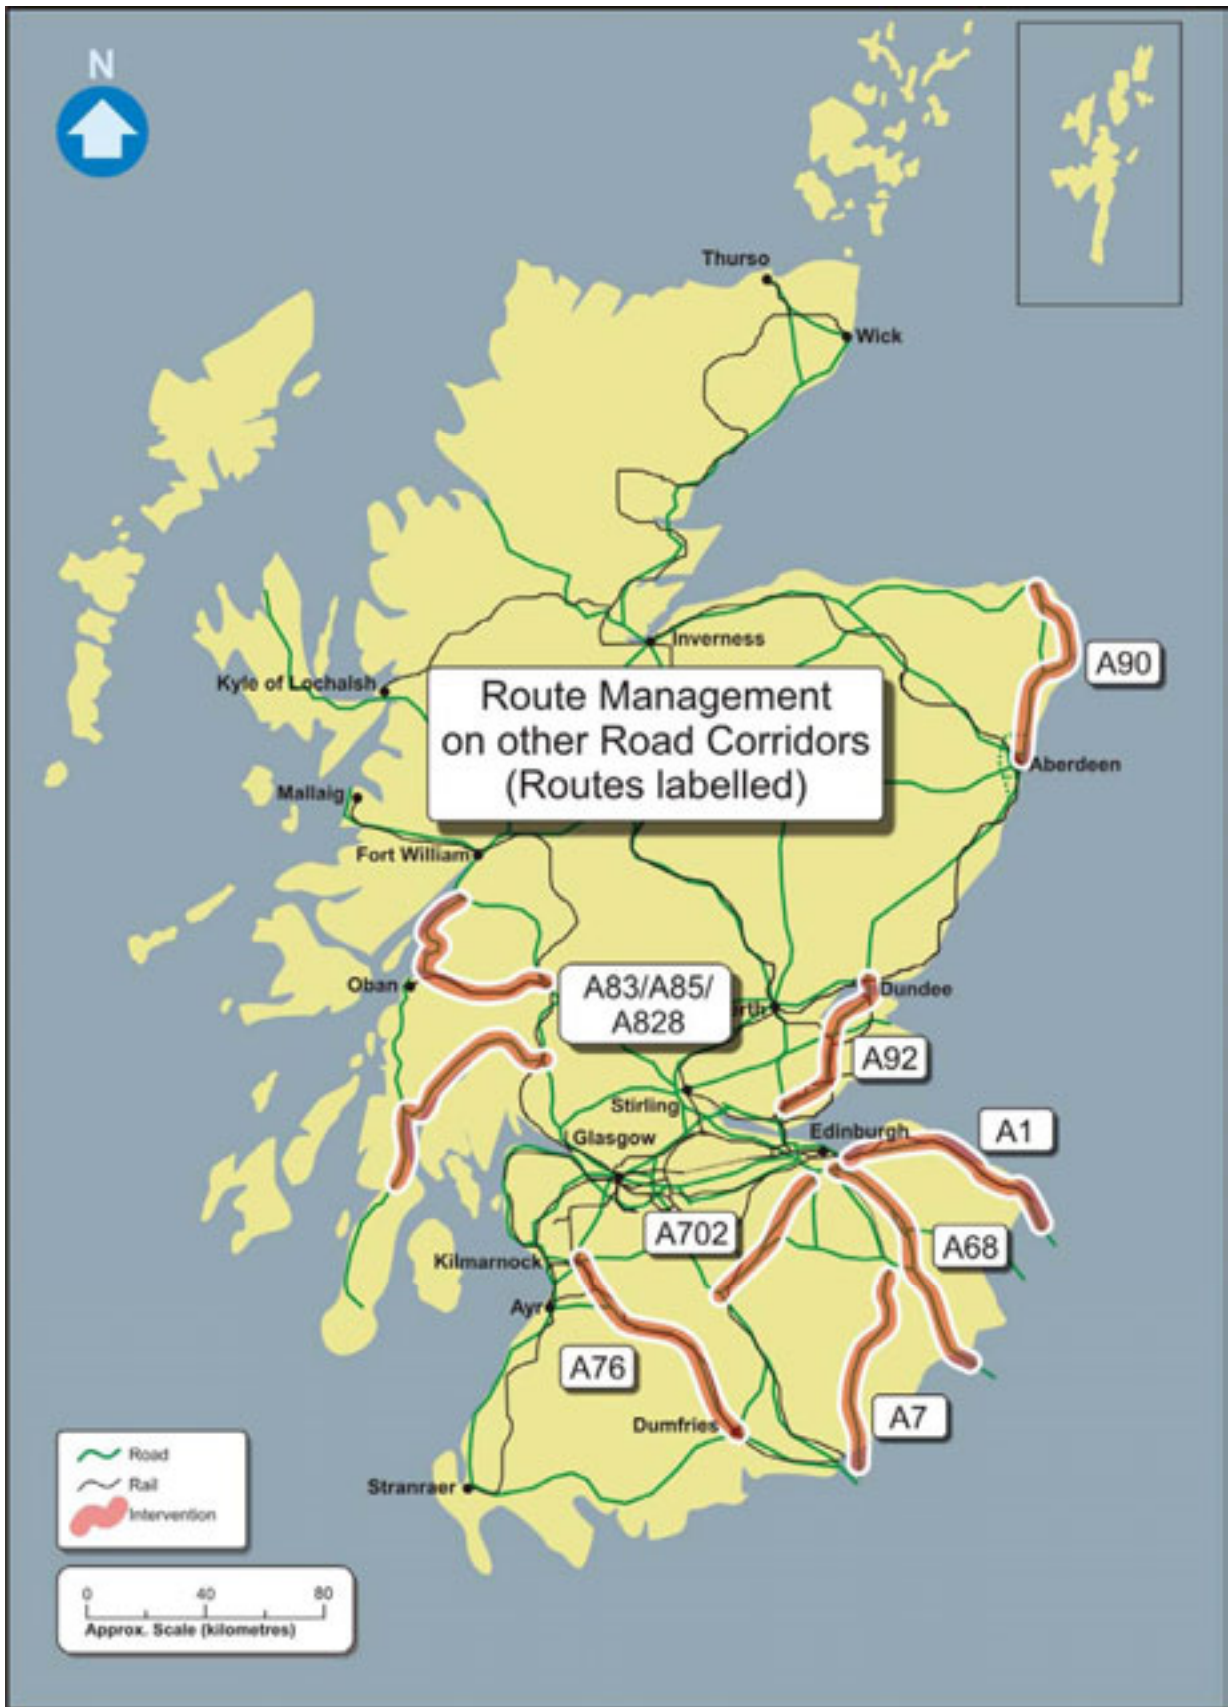 N
Thurso
Wick
Inverness
A90
Kyle of Lochalsh
Route Management
on other Road Corridors
(Routes labelled)
Aberdeen
Mallaig
Fort William
Oban
A83/A85/
A828
Dundee
A92
Stirling
Glasgow
Edinburgh
A1
A702
A68
Kilmarnock
Ayr
A76
A7
Dumfries
Stranraer
Road
Rail
Intervention
0 40 80
Approx. Scale (kilometres)